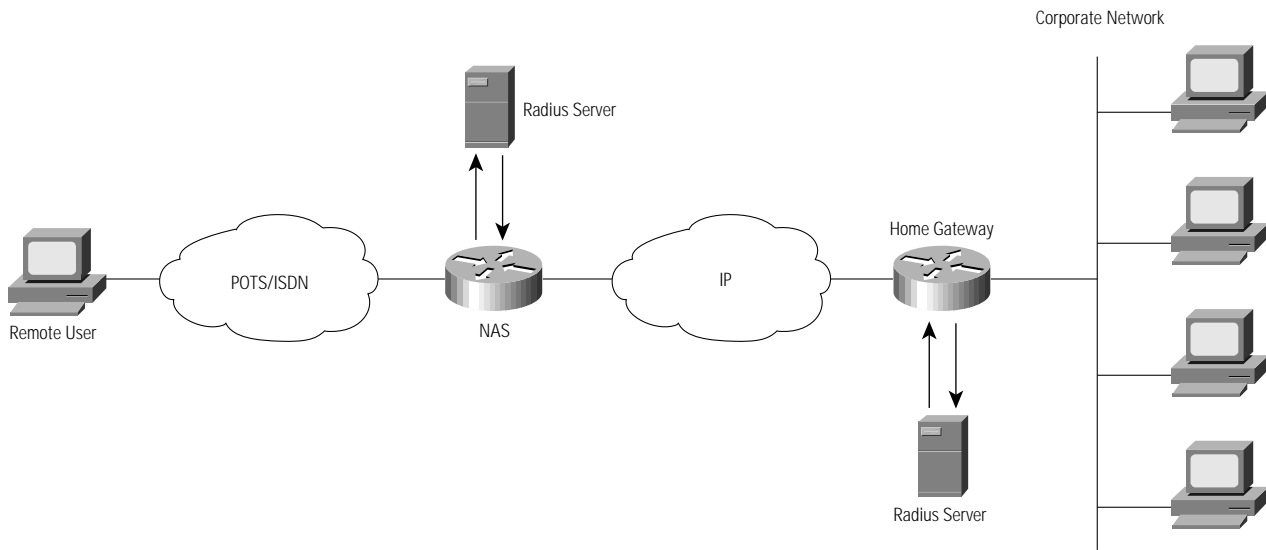 Corporate Network
Radius Server
Home Gateway
POTS/ISDN
IP
Remote User
NAS
Radius Server